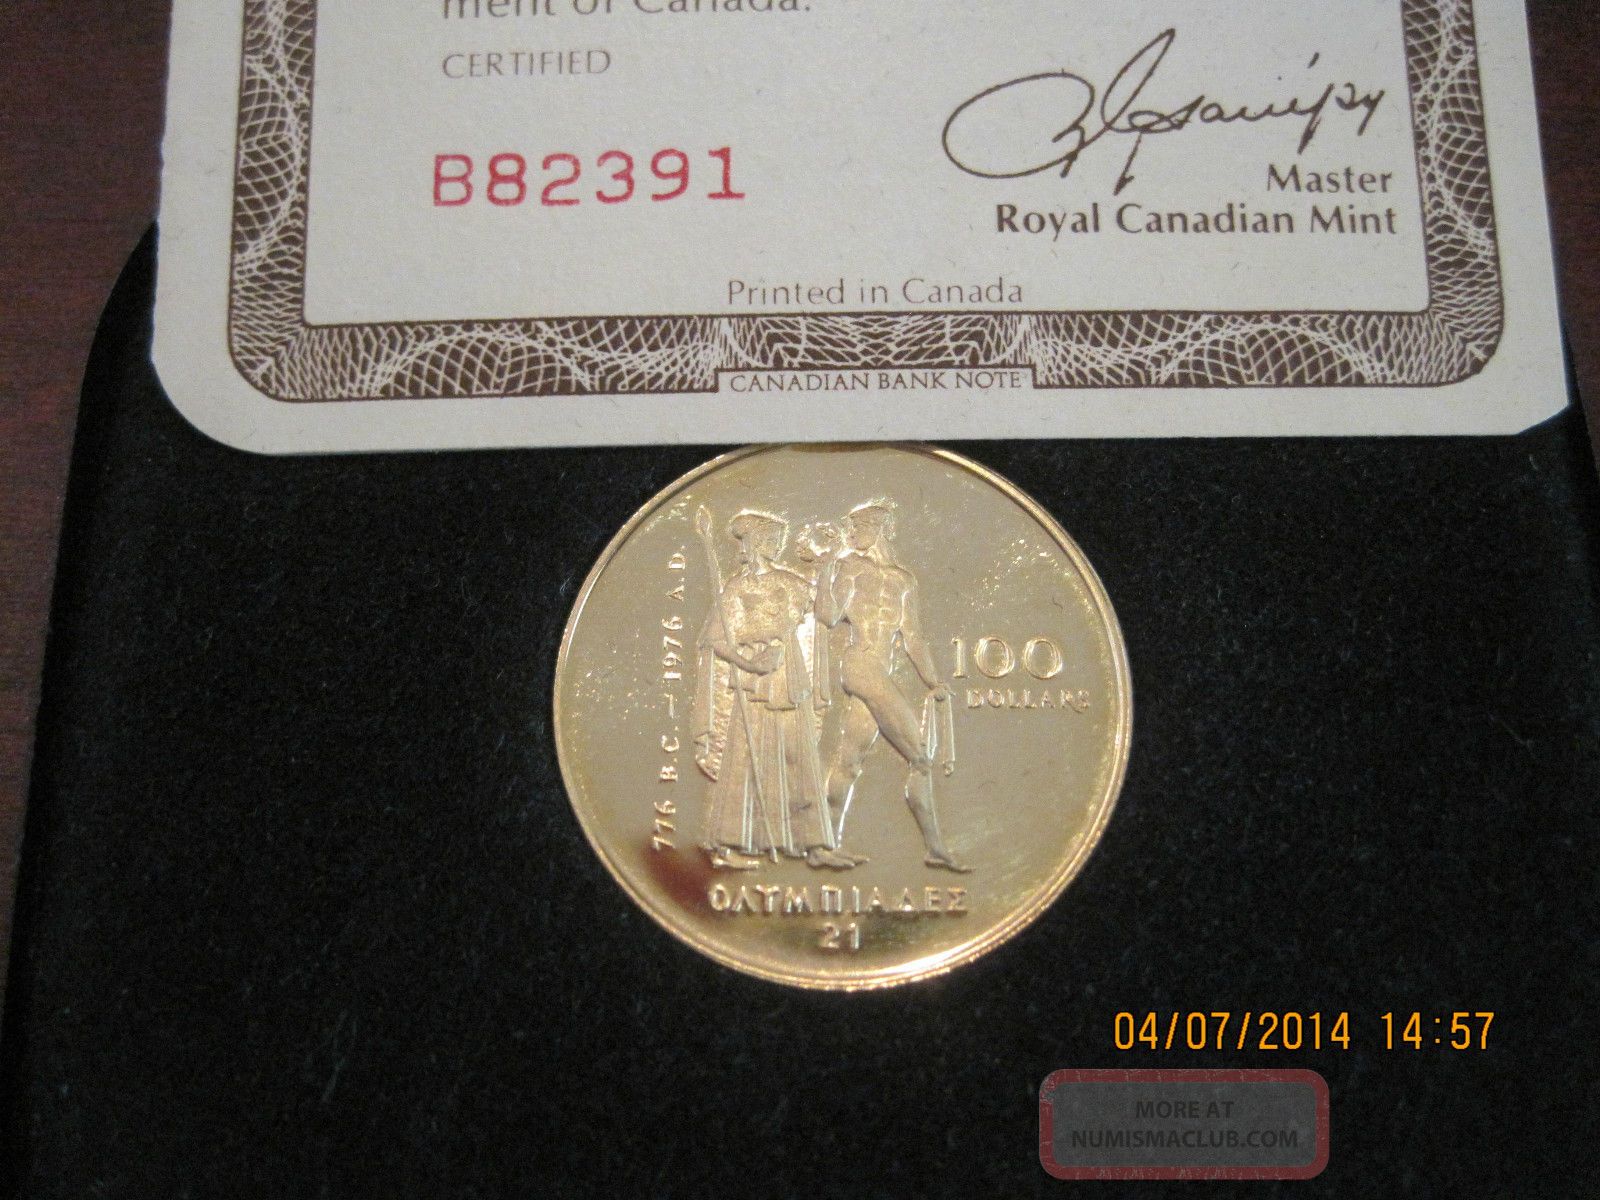 ment of Canada.
CERTIFIED
B82391
Master
Royal Canadian Mint
Printed in Canada
CANADIAN BANK NOTE
776 B.C. – 1976 A.D.
100
DOLLARS
ΟΛΥΜΠΙΑΔΕΣ
21
04/07/2014 14:57
MORE AT
NUMISMACLUB.COM